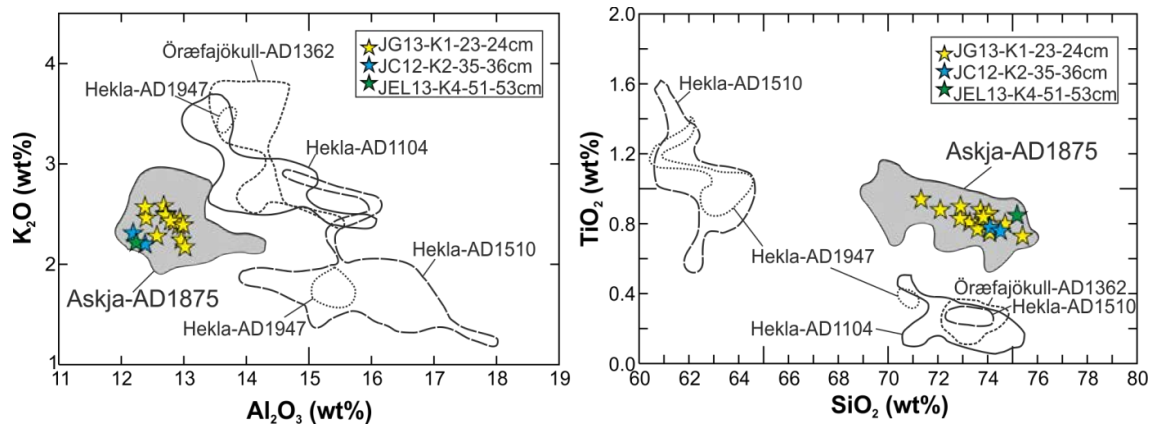 4
3
2
1
K₂O (wt%)
11 12 13 14 15 16 17 18 19
Al₂O₃ (wt%)
JG13-K1-23-24cm
JC12-K2-35-36cm
JEL13-K4-51-53cm
Öræfajökull-AD1362
Hekla-AD1947
Hekla-AD1104
Hekla-AD1510
Askja-AD1875
Hekla-AD1947
2.0
1.6
1.2
0.8
0.4
0.0
TiO₂ (wt%)
60 62 64 66 68 70 72 74 76 78 80
SiO₂ (wt%)
JG13-K1-23-24cm
JC12-K2-35-36cm
JEL13-K4-51-53cm
Hekla-AD1510
Askja-AD1875
Hekla-AD1947
Öræfajökull-AD1362
Hekla-AD1510
Hekla-AD1104